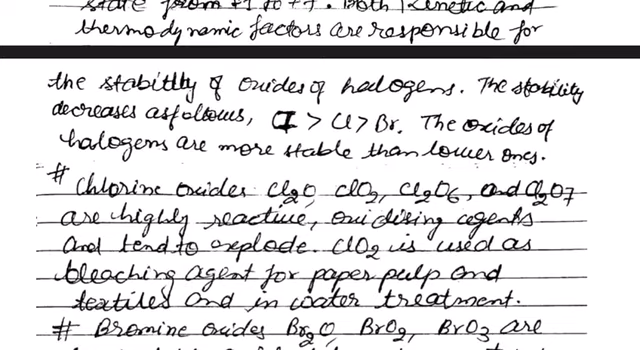 state from +1 to +7. Both Kinetic and
thermodynamic factors are responsible for
the stability of oxides of halogens. The stability
decreases as follows, I > Cl > Br. The oxides of
halogens are more stable than lower ones.
# Chlorine oxides Cl2O, ClO2, Cl2O6, and Cl2O7
are highly reactive, oxidising agents
and tend to explode. ClO2 is used as
bleaching agent for paper pulp and
textiles and in water treatment.
# Bromine oxides Br2O, BrO2, BrO3 are